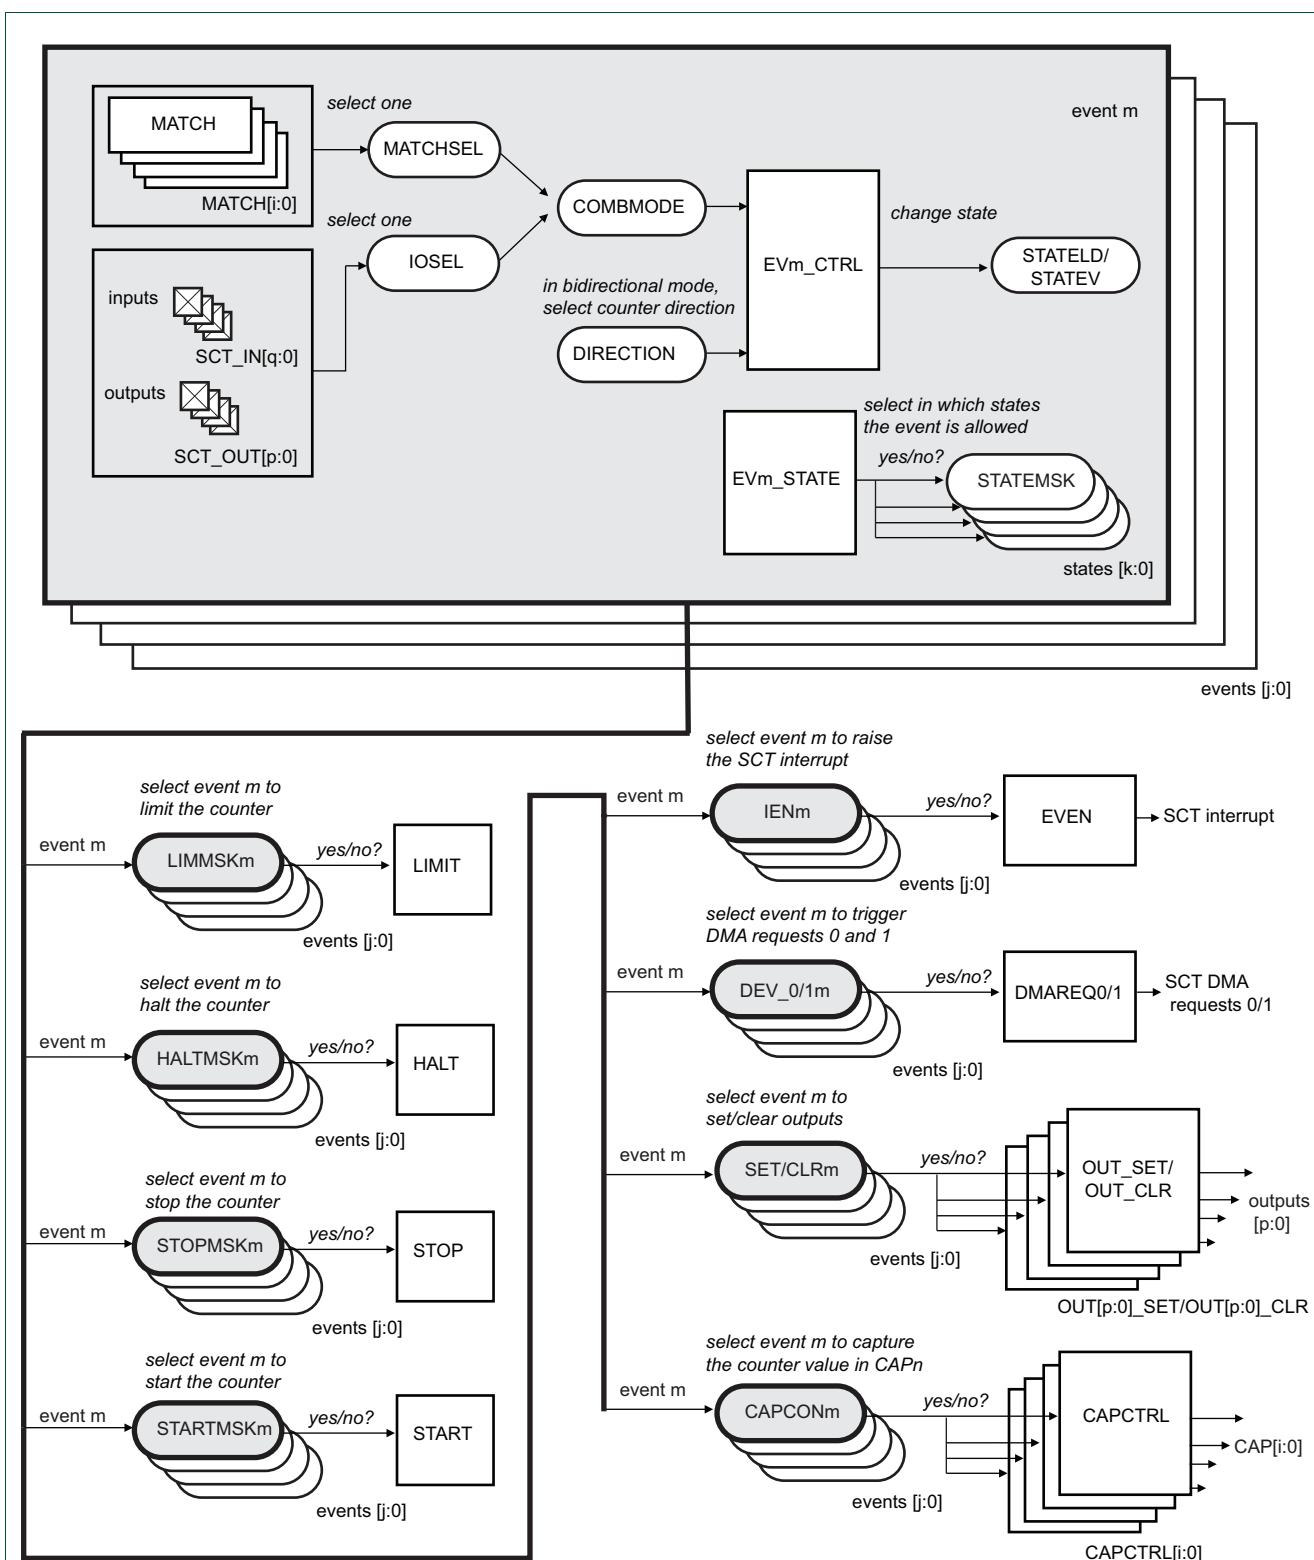 event m
select one
MATCH
MATCHSEL
MATCH[i:0]
select one
COMBMODE
change state
IOSEL
EVm_CTRL
STATELD/
STATEV
inputs
in bidirectional mode,
select counter direction
SCT_IN[q:0]
DIRECTION
outputs
SCT_OUT[p:0]
select in which states
the event is allowed
yes/no?
EVm_STATE
STATEMSK
states [k:0]
events [j:0]
select event m to
limit the counter
event m
LIMMSKm
yes/no?
LIMIT
events [j:0]
select event m to
halt the counter
event m
HALTMSKm
yes/no?
HALT
events [j:0]
select event m to
stop the counter
event m
STOPMSKm
yes/no?
STOP
events [j:0]
select event m to
start the counter
event m
STARTMSKm
yes/no?
START
events [j:0]
select event m to raise
the SCT interrupt
event m
IENm
yes/no?
EVEN
SCT interrupt
events [j:0]
select event m to trigger
DMA requests 0 and 1
event m
DEV_0/1m
yes/no?
DMAREQ0/1
SCT DMA
requests 0/1
events [j:0]
select event m to
set/clear outputs
event m
SET/CLRm
yes/no?
OUT_SET/
OUT_CLR
outputs
[p:0]
events [j:0]
OUT[p:0]_SET/OUT[p:0]_CLR
select event m to capture
the counter value in CAPn
event m
CAPCONm
yes/no?
CAPCTRL
CAP[i:0]
events [j:0]
CAPCTRL[i:0]